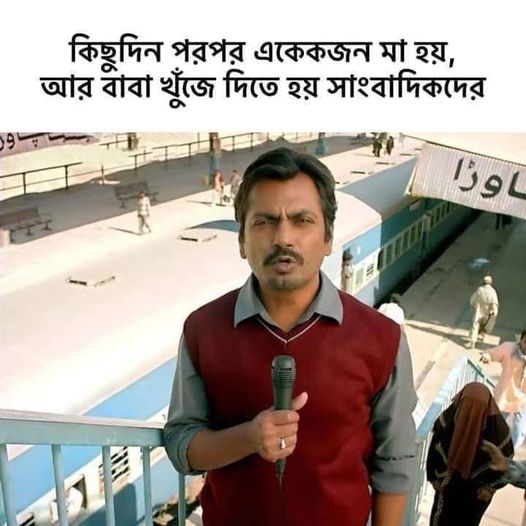 কিছুদিন পরপর একেকজন মা হয়,
আর বাবা খুঁজে দিতে হয় সাংবাদিকদের